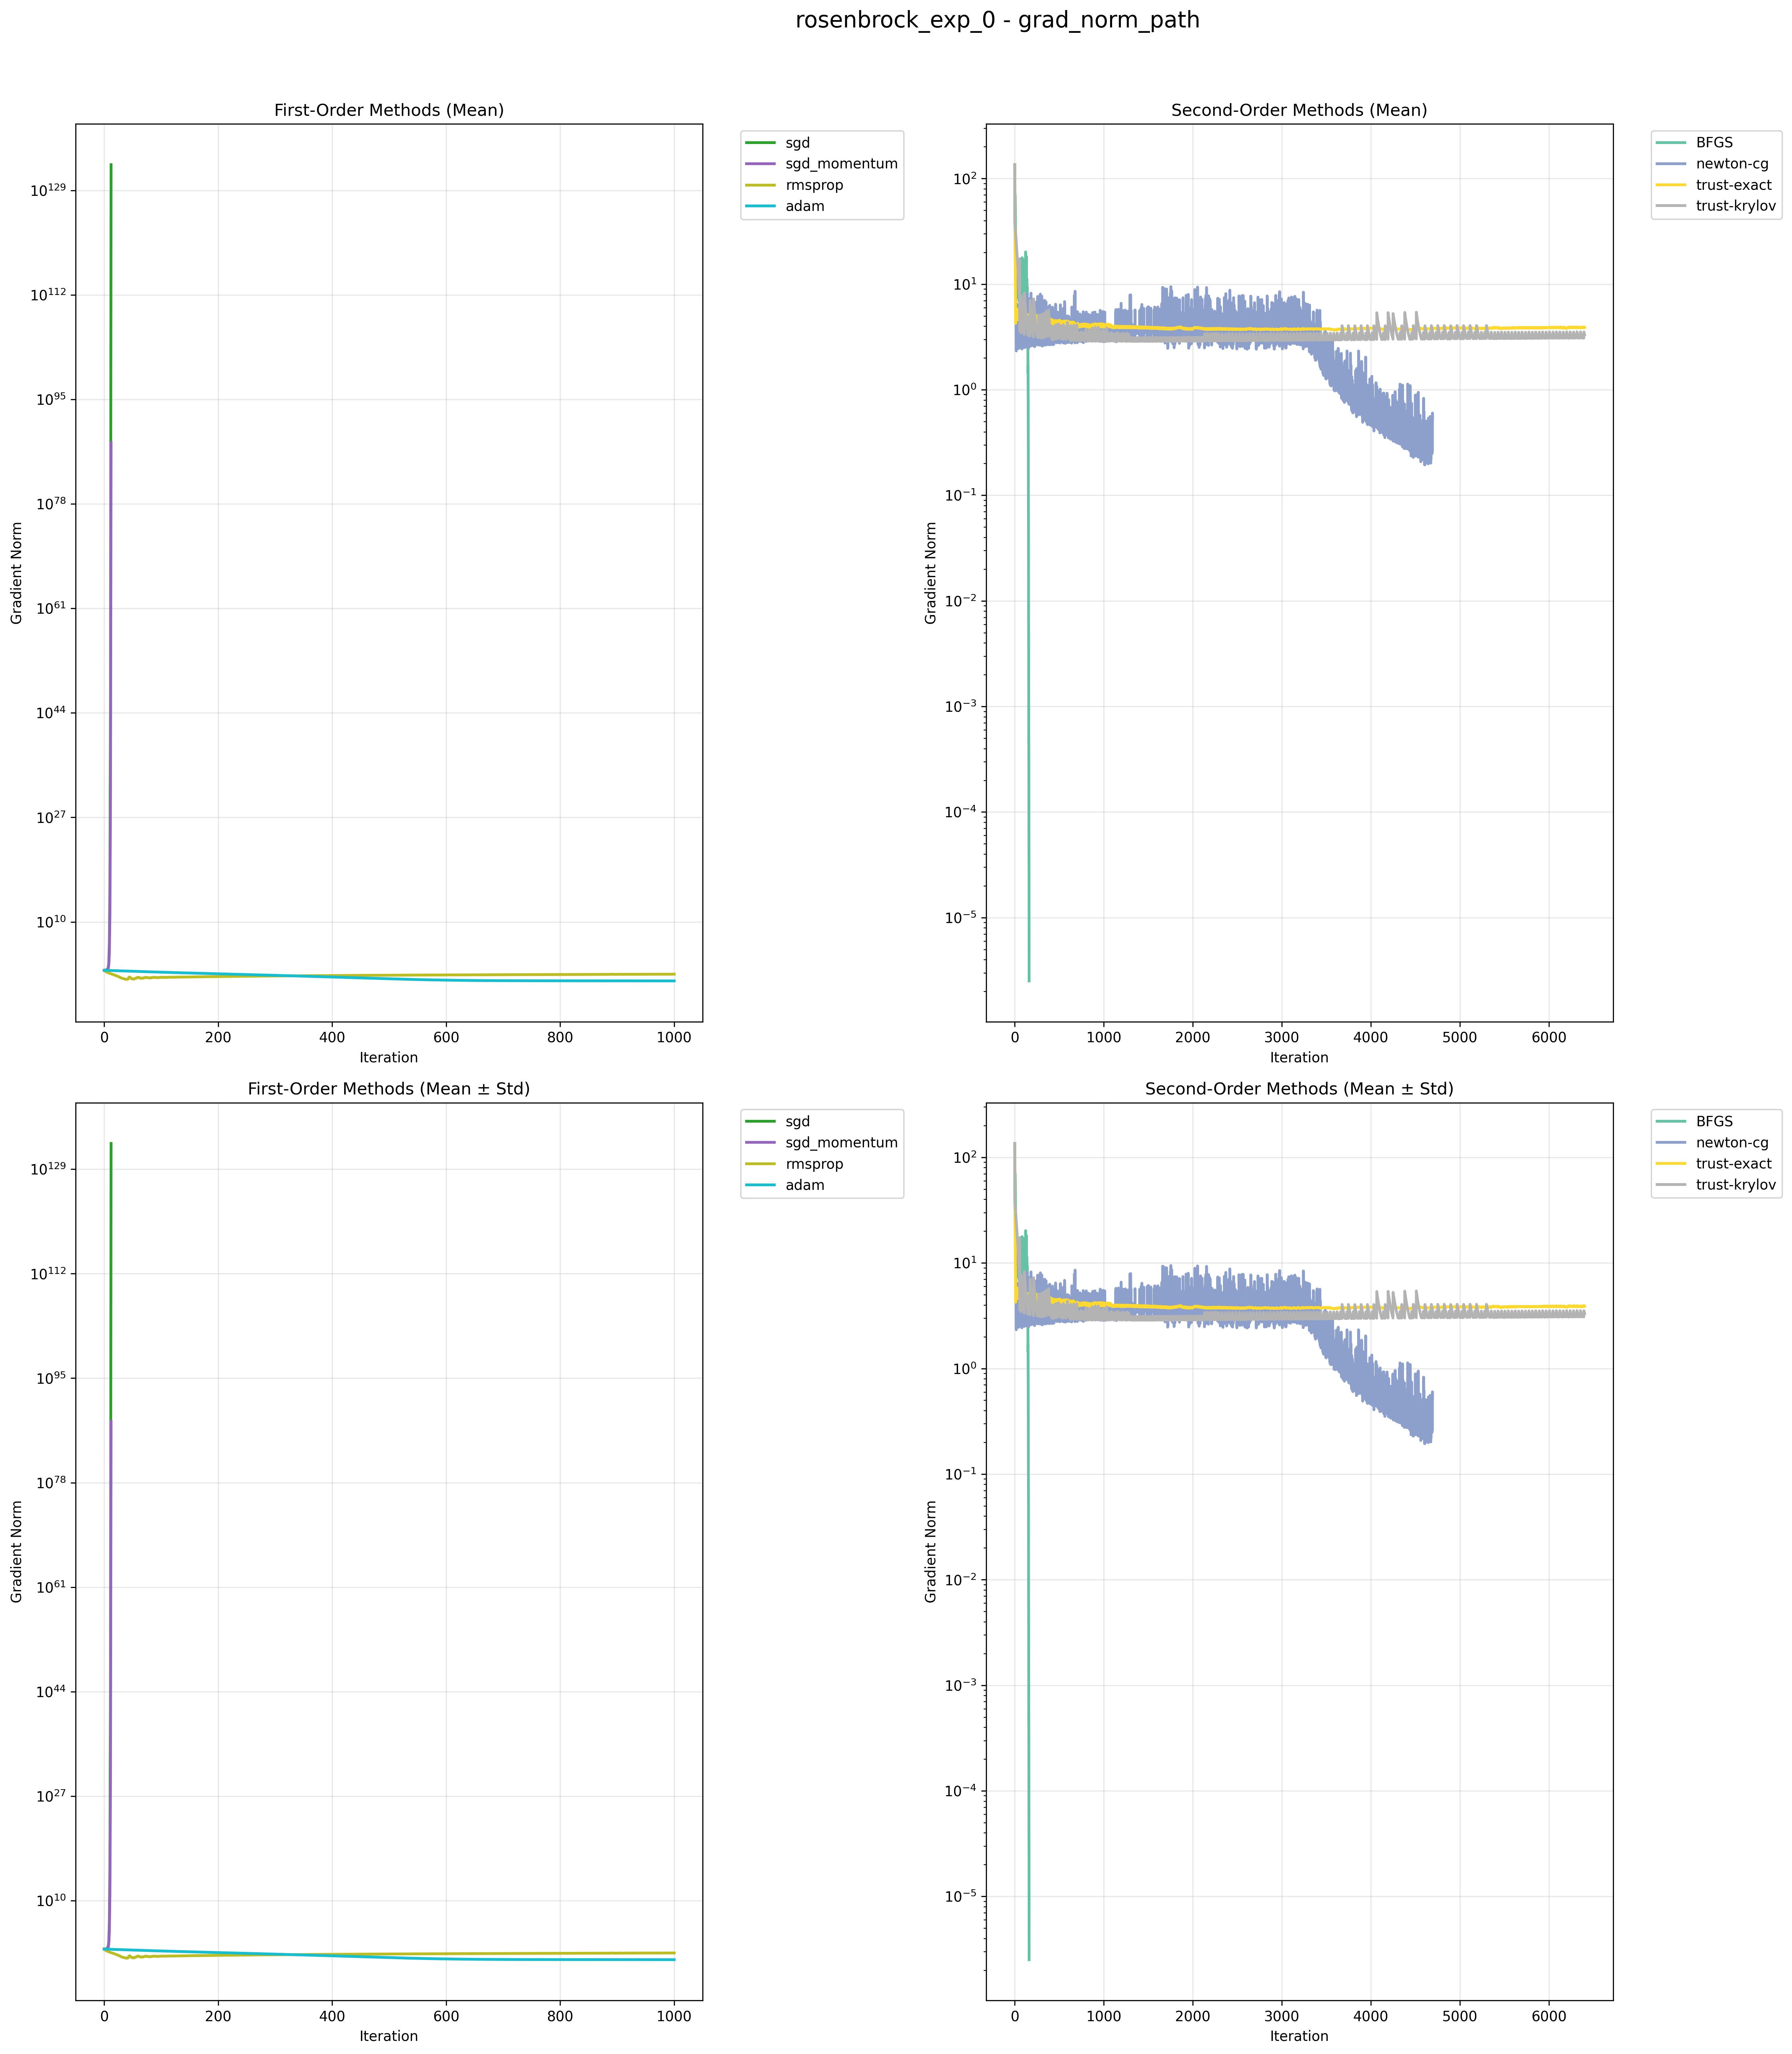 rosenbrock_exp_0 - grad_norm_path
First-Order Methods (Mean)
10^129
10^112
10^95
10^78
10^61
10^44
10^27
10^10
Gradient Norm
0 200 400 600 800 1000
Iteration
sgd
sgd_momentum
rmsprop
adam
Second-Order Methods (Mean)
10^2
10^1
10^0
10^-1
10^-2
10^-3
10^-4
10^-5
Gradient Norm
0 1000 2000 3000 4000 5000 6000
Iteration
BFGS
newton-cg
trust-exact
trust-krylov
First-Order Methods (Mean ± Std)
10^129
10^112
10^95
10^78
10^61
10^44
10^27
10^10
Gradient Norm
0 200 400 600 800 1000
Iteration
sgd
sgd_momentum
rmsprop
adam
Second-Order Methods (Mean ± Std)
10^2
10^1
10^0
10^-1
10^-2
10^-3
10^-4
10^-5
Gradient Norm
0 1000 2000 3000 4000 5000 6000
Iteration
BFGS
newton-cg
trust-exact
trust-krylov